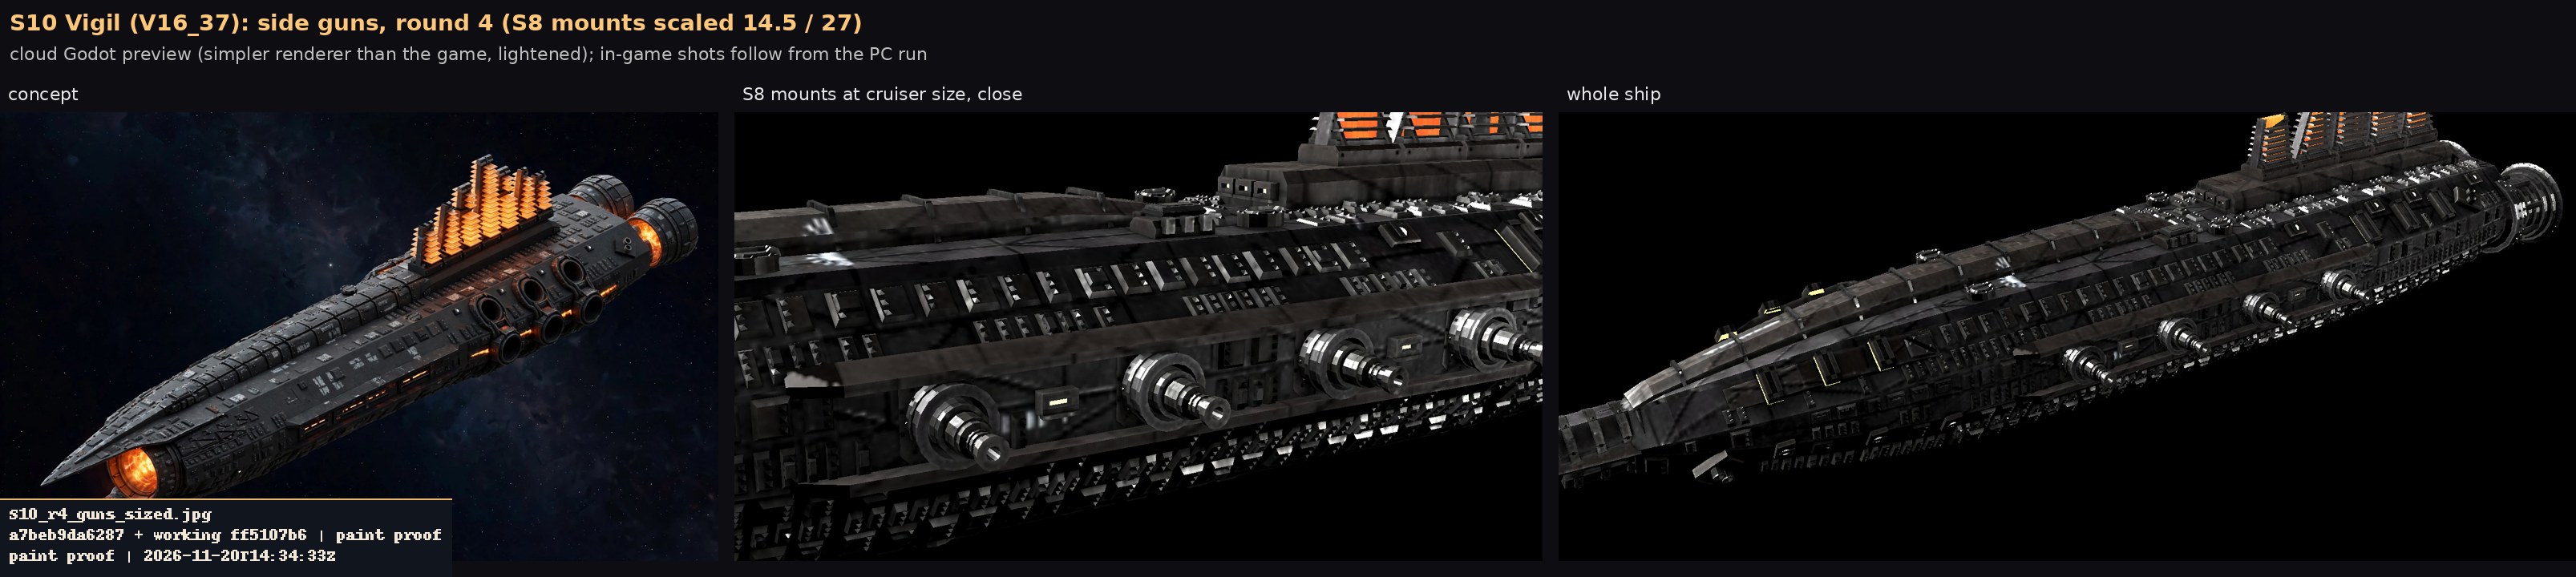 S10 Vigil (V16_37): side guns, round 4 (S8 mounts scaled 14.5 / 27)
cloud Godot preview (simpler renderer than the game, lightened); in-game shots follow from the PC run
concept
S8 mounts at cruiser size, close
whole ship
S10_r4_guns_sized.jpg
a7beb9da6287 + working ff5107b6 | paint proof
paint proof | 2026-11-20T14:34:33Z